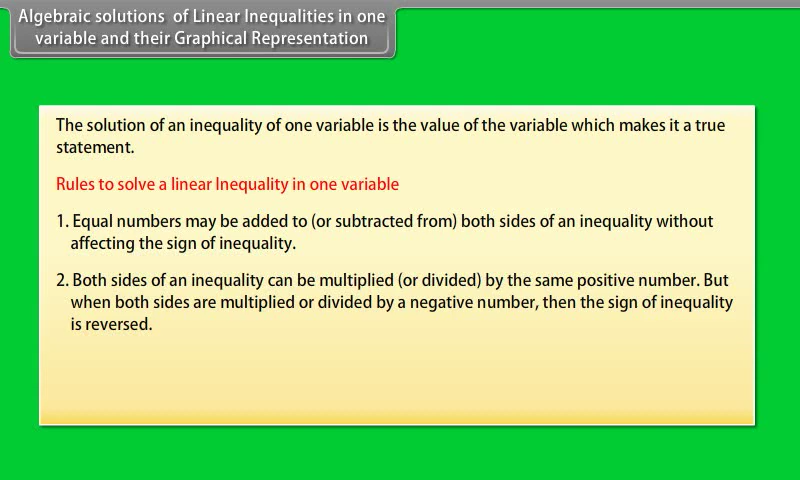 Algebraic solutions of Linear Inequalities in one
variable and their Graphical Representation
The solution of an inequality of one variable is the value of the variable which makes it a true
statement.
Rules to solve a linear Inequality in one variable
1. Equal numbers may be added to (or subtracted from) both sides of an inequality without
affecting the sign of inequality.
2. Both sides of an inequality can be multiplied (or divided) by the same positive number. But
when both sides are multiplied or divided by a negative number, then the sign of inequality
is reversed.